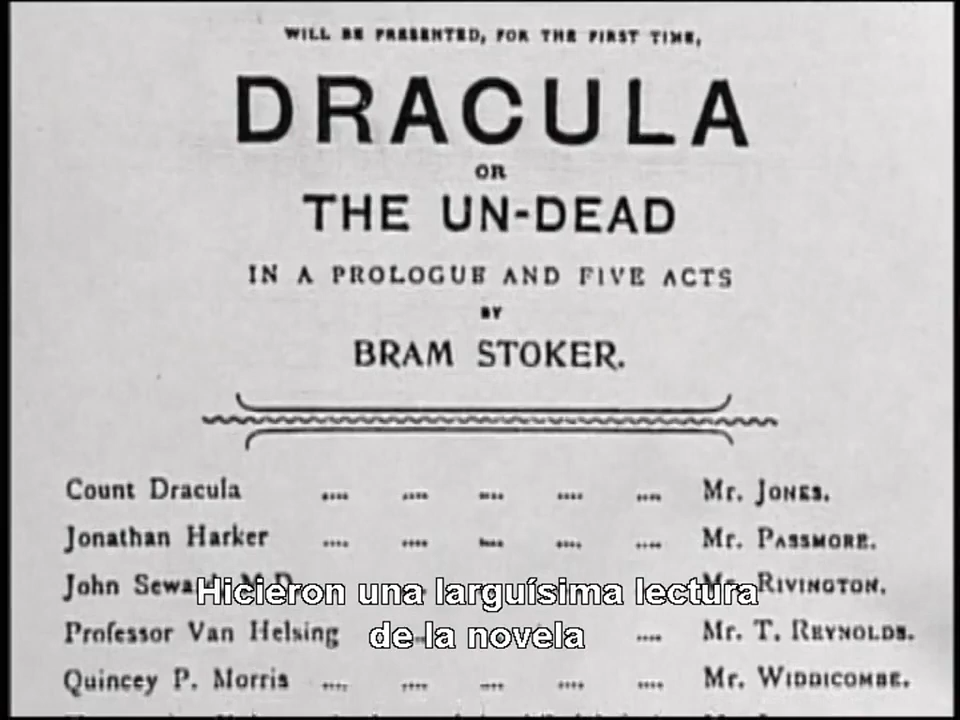 WILL BE PRESENTED, FOR THE FIRST TIME,
DRACULA
OR
THE UN-DEAD
IN A PROLOGUE AND FIVE ACTS
BY
BRAM STOKER.
Count Dracula .... .... .... .... .... Mr. JONES.
Jonathan Harker .... .... .... .... .... Mr. PASSMORE.
John Seward, M.D. Mr. RIVINGTON.
Professor Van Helsing .... Mr. T. REYNOLDS.
Quincey P. Morris .... .... .... .... .... Mr. WIDDICOMBE.
Hicieron una larguísima lectura
de la novela